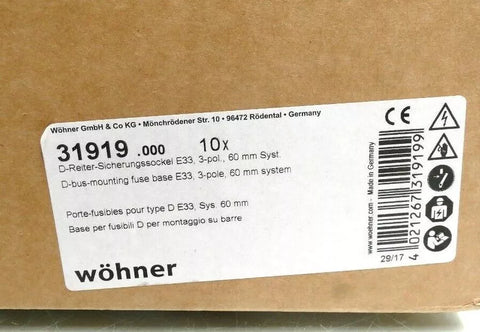 Wöhner GmbH & Co KG • Mönchrödener Str. 10 • 96472 Rödental • Germany
31919 .000 10x
D-Reiter-Sicherungssockel E33, 3-pol., 60 mm Syst.
D-bus-mounting fuse base E33, 3-pole, 60 mm system
Porte-fusibles pour type D E33, Sys. 60 mm
Base per fusibili D per montaggio su barre
wöhner
CE
www.woehner.com - Made in Germany
29/17
4 021267 319199